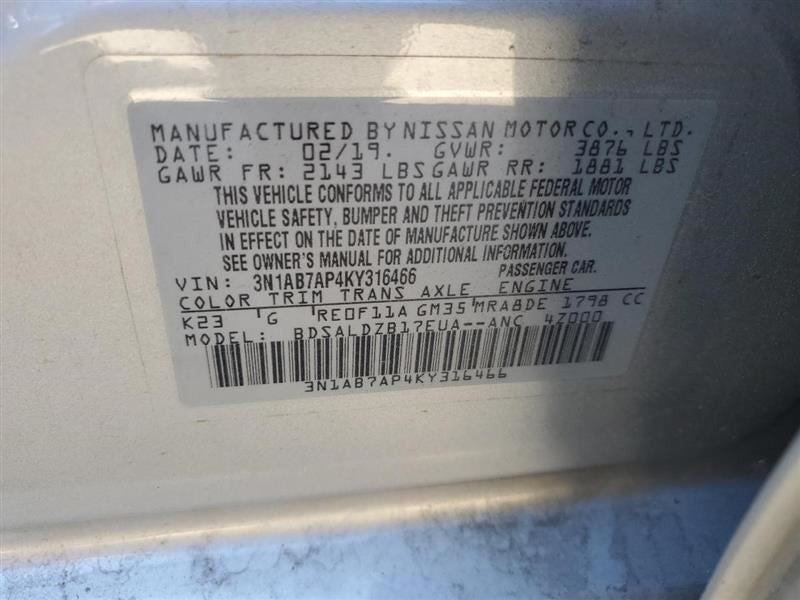 MANUFACTURED BY NISSAN MOTOR CO., LTD.
DATE: 02/19. GVWR: 3876 LBS
GAWR FR: 2143 LBS GAWR RR: 1881 LBS
THIS VEHICLE CONFORMS TO ALL APPLICABLE FEDERAL MOTOR
VEHICLE SAFETY, BUMPER AND THEFT PREVENTION STANDARDS
IN EFFECT ON THE DATE OF MANUFACTURE SHOWN ABOVE.
SEE OWNER'S MANUAL FOR ADDITIONAL INFORMATION.
VIN: 3N1AB7AP4KY316466 PASSENGER CAR.
COLOR TRIM TRANS AXLE ENGINE
K23 G RE0F11A GM35 MRA8DE 1798 CC
MODEL: BDSALDZB17EUA--ANC 4Z000
3N1AB7AP4KY316466